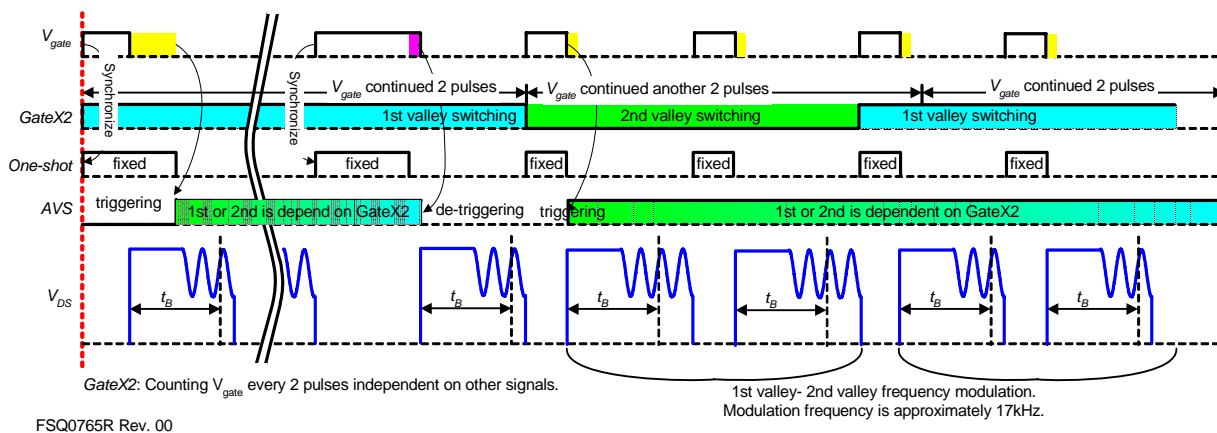 Vgate
Synchronize
Synchronize
Vgate continued 2 pulses
Vgate continued another 2 pulses
Vgate continued 2 pulses
GateX2
1st valley switching
2nd valley switching
1st valley switching
One-shot
fixed
fixed
fixed
fixed
fixed
fixed
AVS
triggering
1st or 2nd is depend on GateX2
de-triggering
triggering
1st or 2nd is dependent on GateX2
VDS
tB
tB
tB
tB
tB
tB
GateX2: Counting Vgate every 2 pulses independent on other signals.
1st valley- 2nd valley frequency modulation.
Modulation frequency is approximately 17kHz.
FSQ0765R Rev. 00